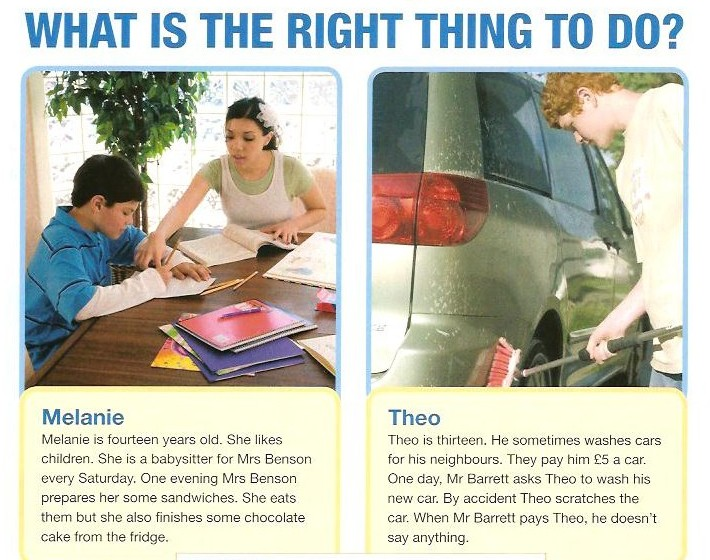 WHAT IS THE RIGHT THING TO DO?
Melanie
Melanie is fourteen years old. She likes
children. She is a babysitter for Mrs Benson
every Saturday. One evening Mrs Benson
prepares her some sandwiches. She eats
them but she also finishes some chocolate
cake from the fridge.
Theo
Theo is thirteen. He sometimes washes cars
for his neighbours. They pay him £5 a car.
One day, Mr Barrett asks Theo to wash his
new car. By accident Theo scratches the
car. When Mr Barrett pays Theo, he doesn't
say anything.